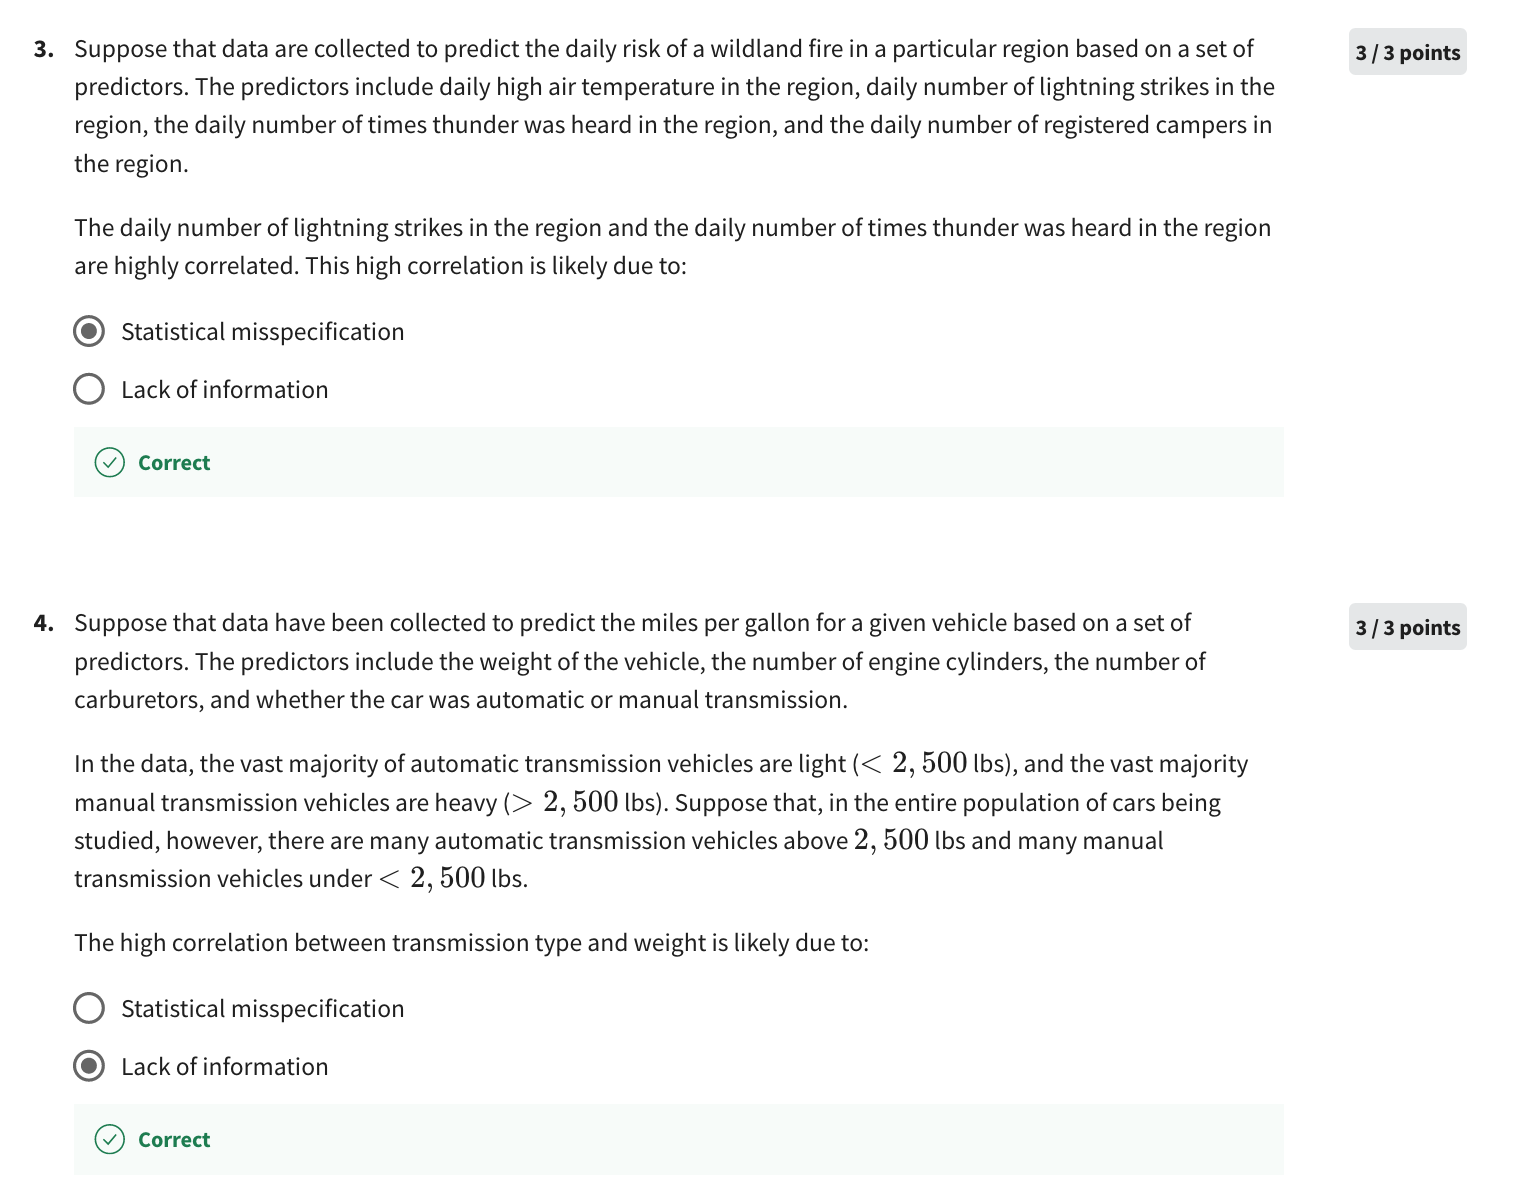 3. Suppose that data are collected to predict the daily risk of a wildland fire in a particular region based on a set of
3 / 3 points
predictors. The predictors include daily high air temperature in the region, daily number of lightning strikes in the
region, the daily number of times thunder was heard in the region, and the daily number of registered campers in
the region.
The daily number of lightning strikes in the region and the daily number of times thunder was heard in the region
are highly correlated. This high correlation is likely due to:
Statistical misspecification
Lack of information
Correct
4. Suppose that data have been collected to predict the miles per gallon for a given vehicle based on a set of
3 / 3 points
predictors. The predictors include the weight of the vehicle, the number of engine cylinders, the number of
carburetors, and whether the car was automatic or manual transmission.
In the data, the vast majority of automatic transmission vehicles are light (< 2, 500 lbs), and the vast majority
manual transmission vehicles are heavy (> 2, 500 lbs). Suppose that, in the entire population of cars being
studied, however, there are many automatic transmission vehicles above 2, 500 lbs and many manual
transmission vehicles under < 2, 500 lbs.
The high correlation between transmission type and weight is likely due to:
Statistical misspecification
Lack of information
Correct